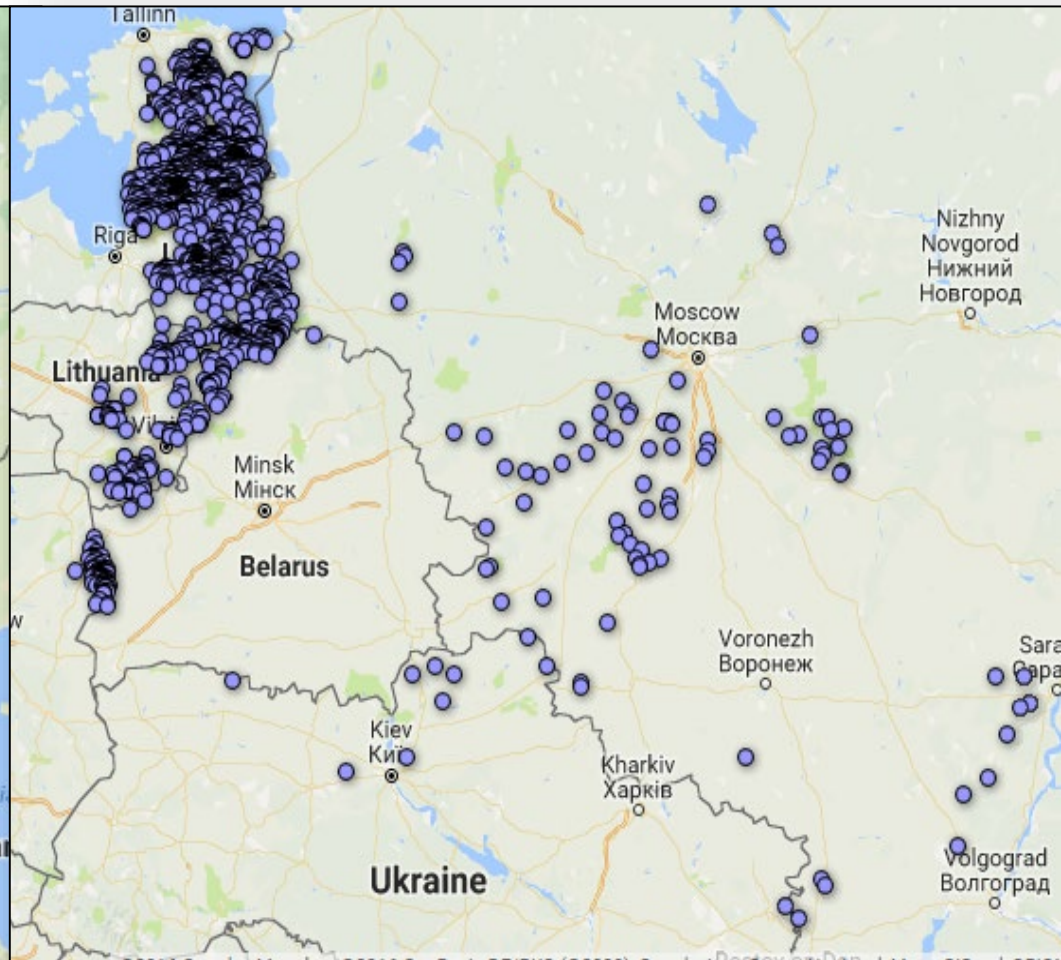 Tallinn
Nizhny
Novgorod
Нижний
Новгород
Riga
Moscow
Москва
Lithuania
Minsk
Мінск
Belarus
Voronezh
Воронеж
Sara
Kiev
Kharkiv
Харків
Volgograd
Волгоград
Ukraine